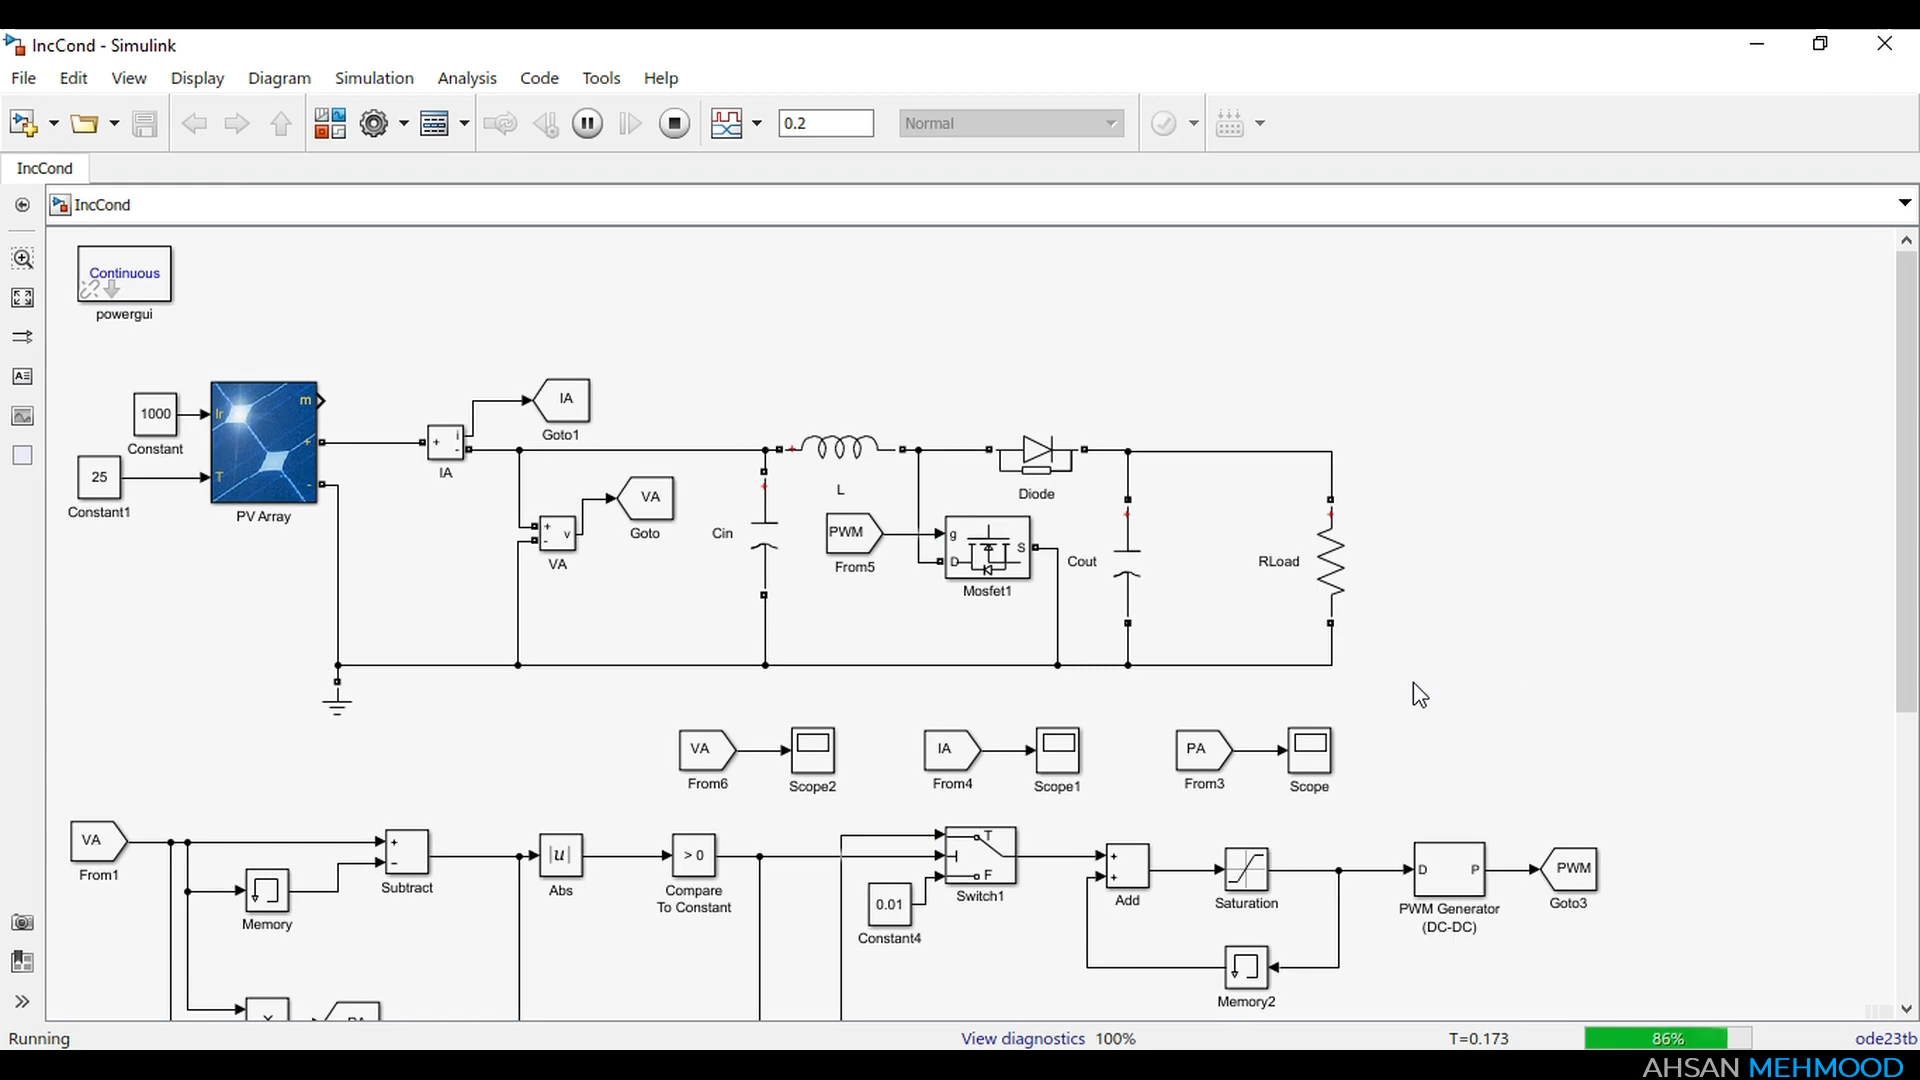 IncCond - Simulink
File Edit View Display Diagram Simulation Analysis Code Tools Help
0.2 Normal
IncCond
IncCond
Continuous
powergui
1000
Constant
25
Constant1
Ir
T
m
+
-
PV Array
+ i
-
IA
IA
Goto1
+
- v
VA
VA
Goto
Cin
L
PWM
From5
g
D
S
Mosfet1
Diode
Cout
RLoad
VA
From6
Scope2
IA
From4
Scope1
PA
From3
Scope
VA
From1
Memory
+
−
Subtract
|u|
Abs
> 0
Compare
To Constant
0.01
Constant4
T
F
Switch1
+
+
Add
Saturation
Memory2
D P
PWM Generator
(DC-DC)
PWM
Goto3
Running
View diagnostics 100%
T=0.173
86%
ode23tb
AHSAN MEHMOOD